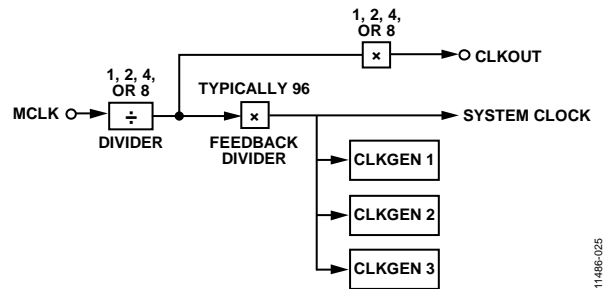 1, 2, 4,
OR 8
×
CLKOUT
1, 2, 4,
OR 8
TYPICALLY 96
MCLK
÷
×
SYSTEM CLOCK
DIVIDER
FEEDBACK
DIVIDER
CLKGEN 1
CLKGEN 2
CLKGEN 3
11486-025